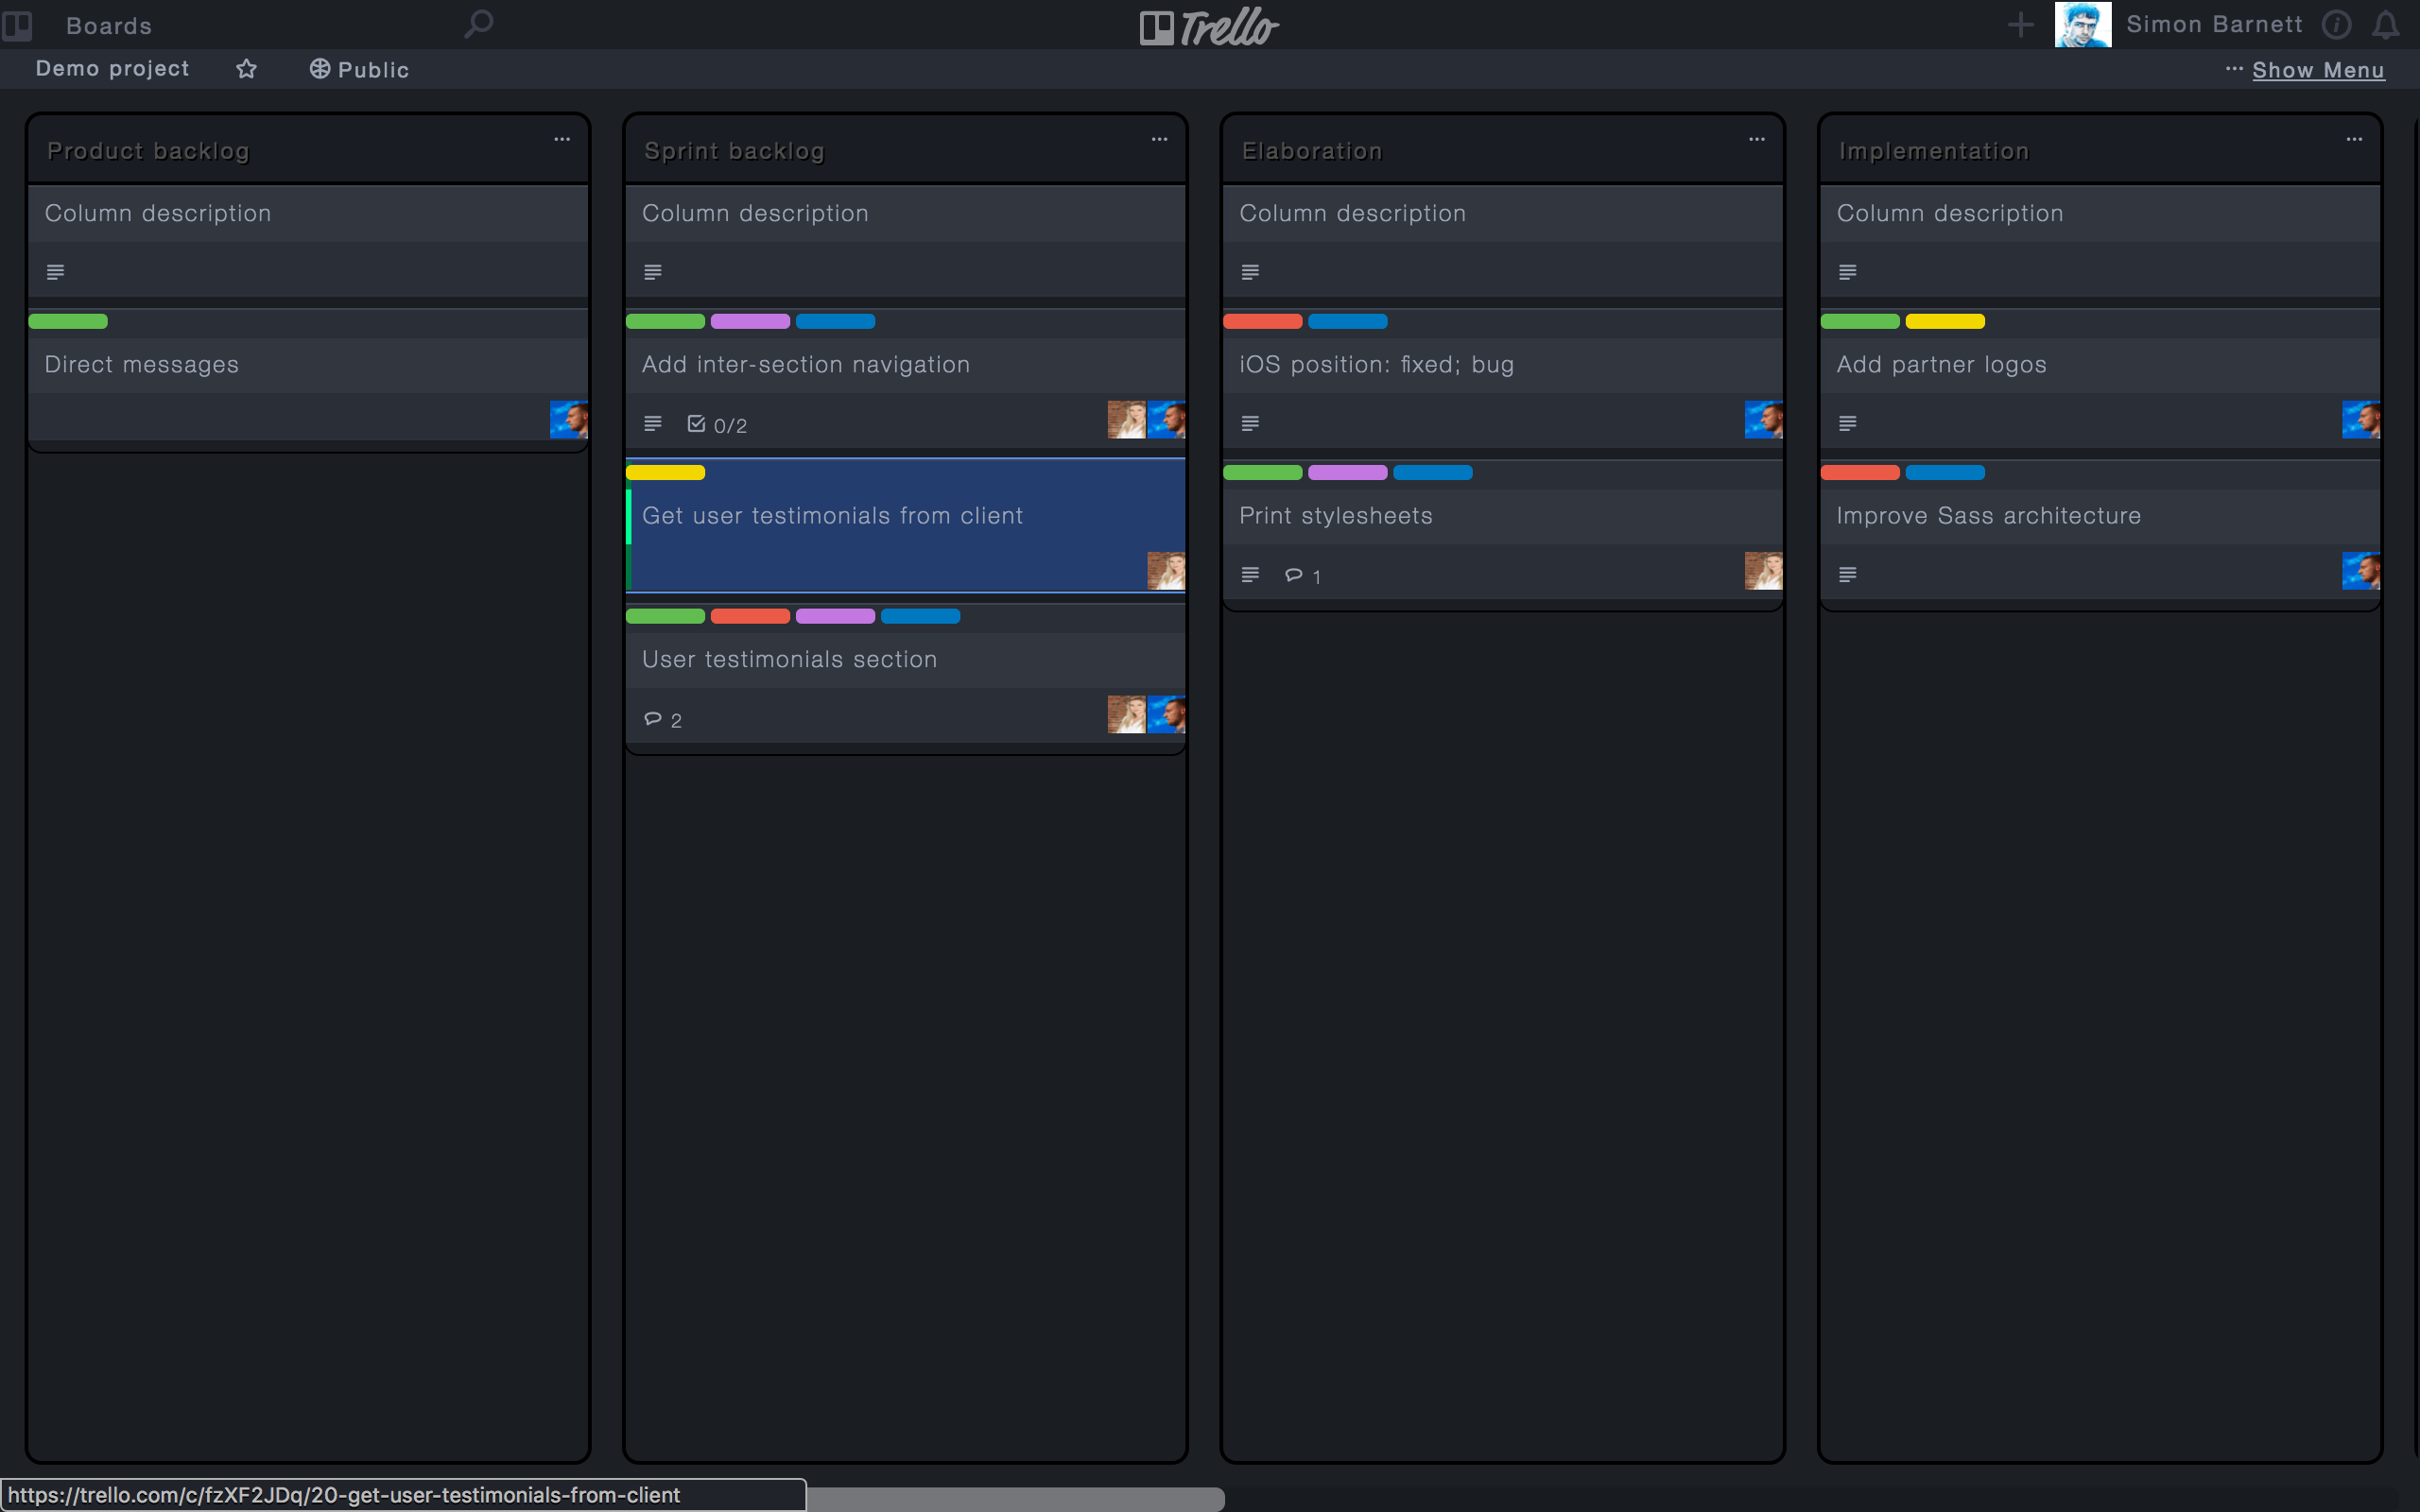 Boards
Trello
Simon Barnett
Demo project
Public
... Show Menu
Product backlog
...
Column description
Direct messages
Sprint backlog
...
Column description
Add inter-section navigation
0/2
Get user testimonials from client
User testimonials section
2
Elaboration
...
Column description
iOS position: fixed; bug
Print stylesheets
1
Implementation
...
Column description
Add partner logos
Improve Sass architecture
https://trello.com/c/fzXF2JDq/20-get-user-testimonials-from-client